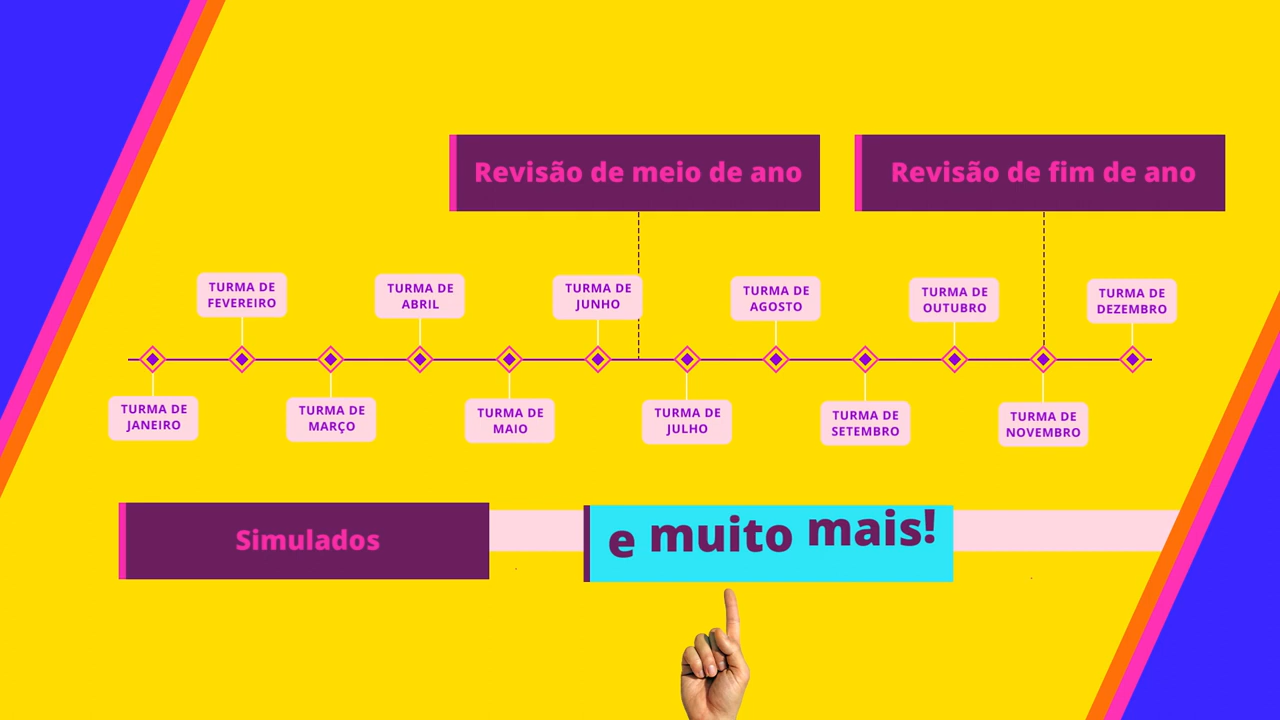 Revisão de meio de ano
Revisão de fim de ano
TURMA DE
FEVEREIRO
TURMA DE
ABRIL
TURMA DE
JUNHO
TURMA DE
AGOSTO
TURMA DE
OUTUBRO
TURMA DE
DEZEMBRO
TURMA DE
JANEIRO
TURMA DE
MARÇO
TURMA DE
MAIO
TURMA DE
JULHO
TURMA DE
SETEMBRO
TURMA DE
NOVEMBRO
Simulados
e muito mais!